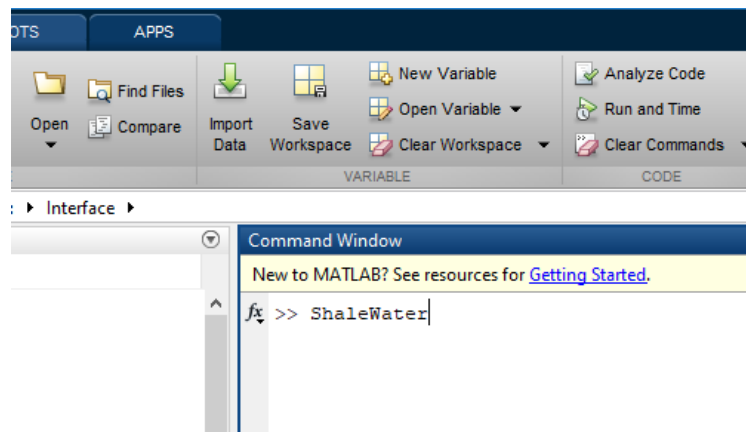 OTS APPS
Open
Find Files
Compare
Import Data
Save Workspace
New Variable
Open Variable
Clear Workspace
Analyze Code
Run and Time
Clear Commands
VARIABLE CODE
Interface
Command Window
New to MATLAB? See resources for Getting Started.
fx >> ShaleWater